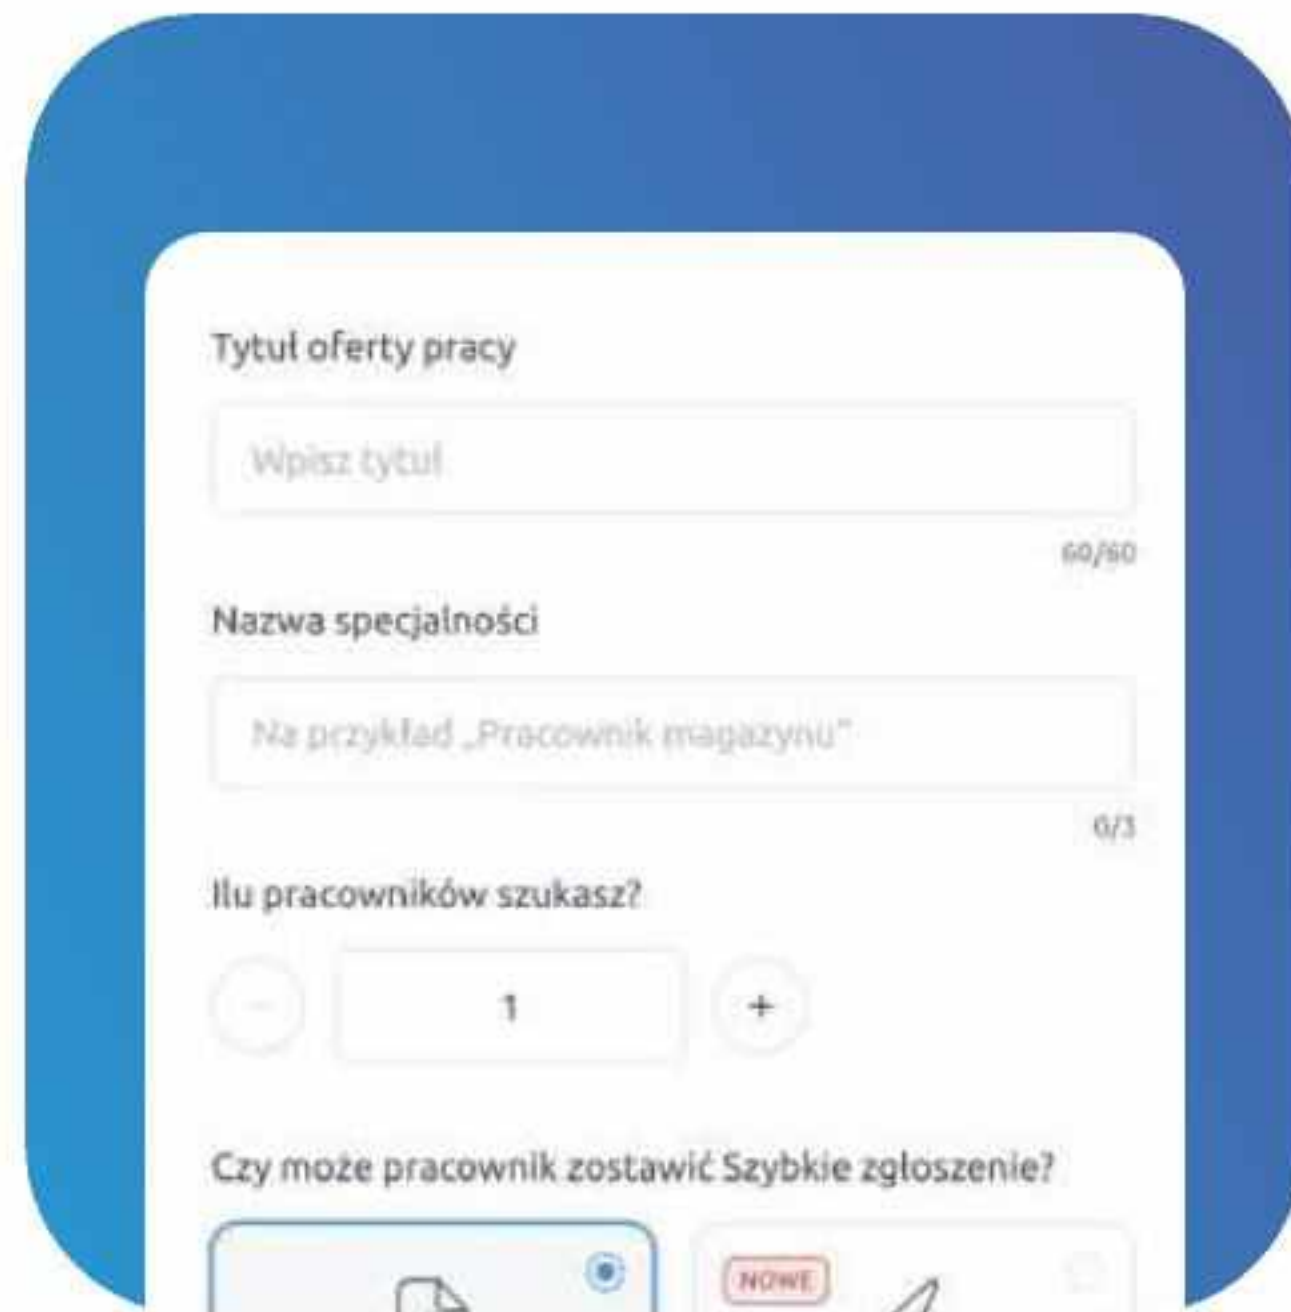 Tytuł oferty pracy
Wpisz tytuł
60/60
Nazwa specjalności
Na przykład „Pracownik magazynu”
0/3
Ilu pracowników szukasz?
− 1 +
Czy może pracownik zostawić Szybkie zgłoszenie?
NOWE